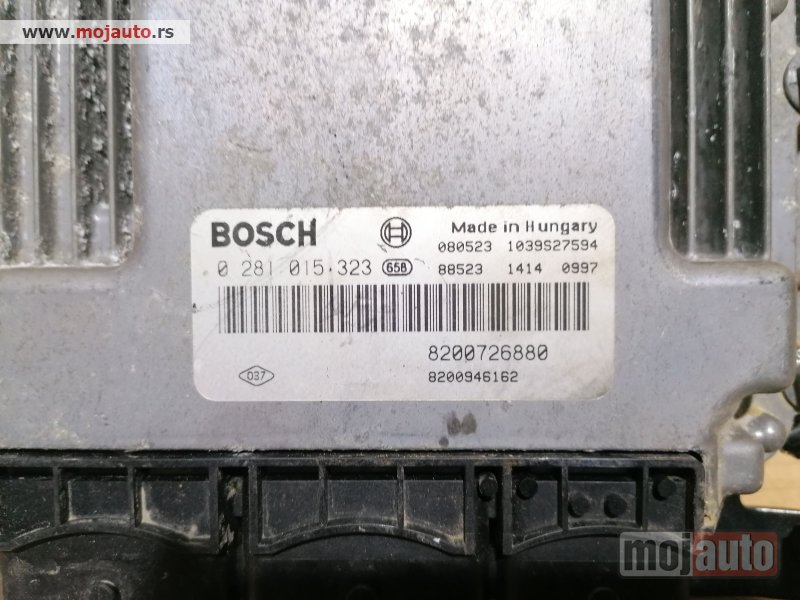 www.mojauto.rs
BOSCH Made in Hungary
080523 1039S27594
0 281 015 323 658 88523 1414 0997
8200726880
037 8200946162
mojauto